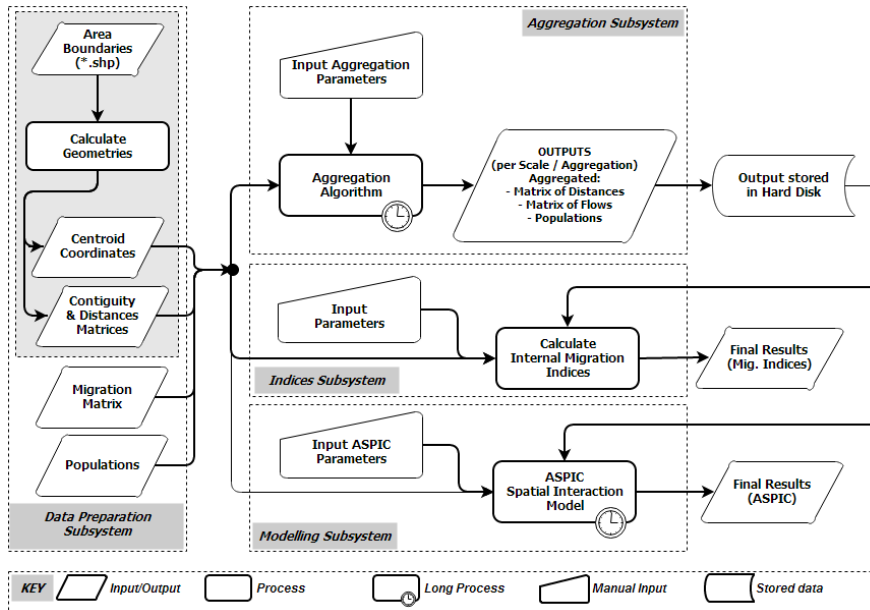 Area
Boundaries
(*.shp)
Calculate
Geometries
Centroid
Coordinates
Contiguity
& Distances
Matrices
Migration
Matrix
Populations
Data Preparation
Subsystem
Aggregation Subsystem
Input Aggregation
Parameters
Aggregation
Algorithm
OUTPUTS
(per Scale / Aggregation)
Aggregated:
- Matrix of Distances
- Matrix of Flows
- Populations
Output stored
in Hard Disk
Input
Parameters
Calculate
Internal Migration
Indices
Final Results
(Mig. Indices)
Indices Subsystem
Input ASPIC
Parameters
ASPIC
Spatial Interaction
Model
Final Results
(ASPIC)
Modelling Subsystem
KEY
Input/Output
Process
Long Process
Manual Input
Stored data